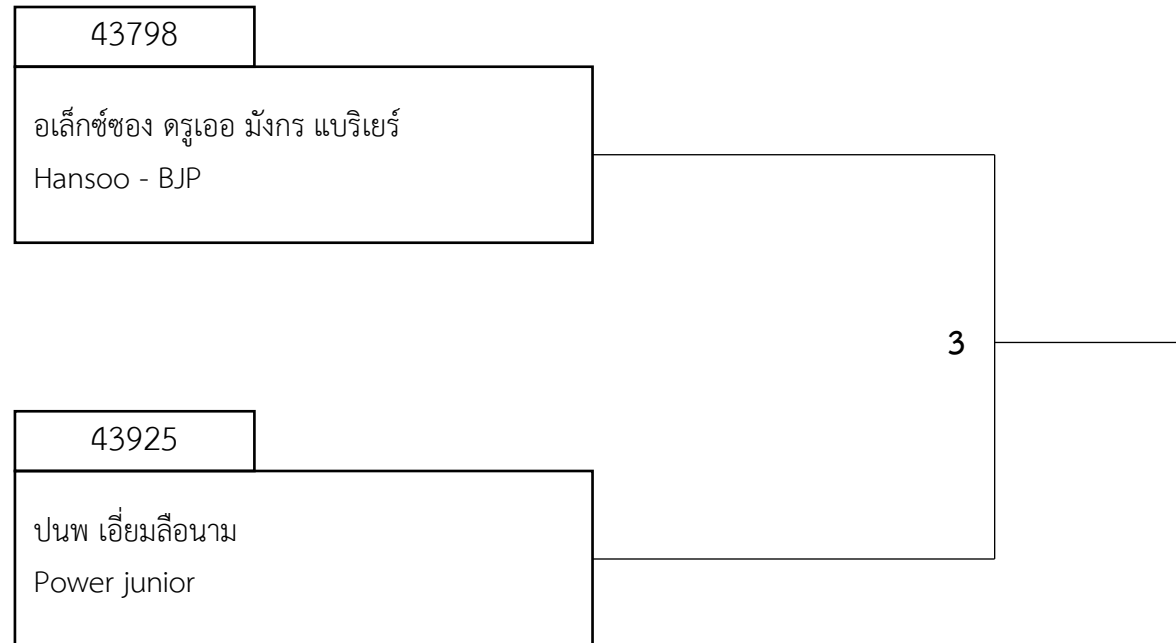 43798
อเล็กซ์ซอง ดรูเออ มังกร แบริเยร์
Hansoo - BJP
3
43925
ปนพ เอี่ยมลือนาม
Power junior